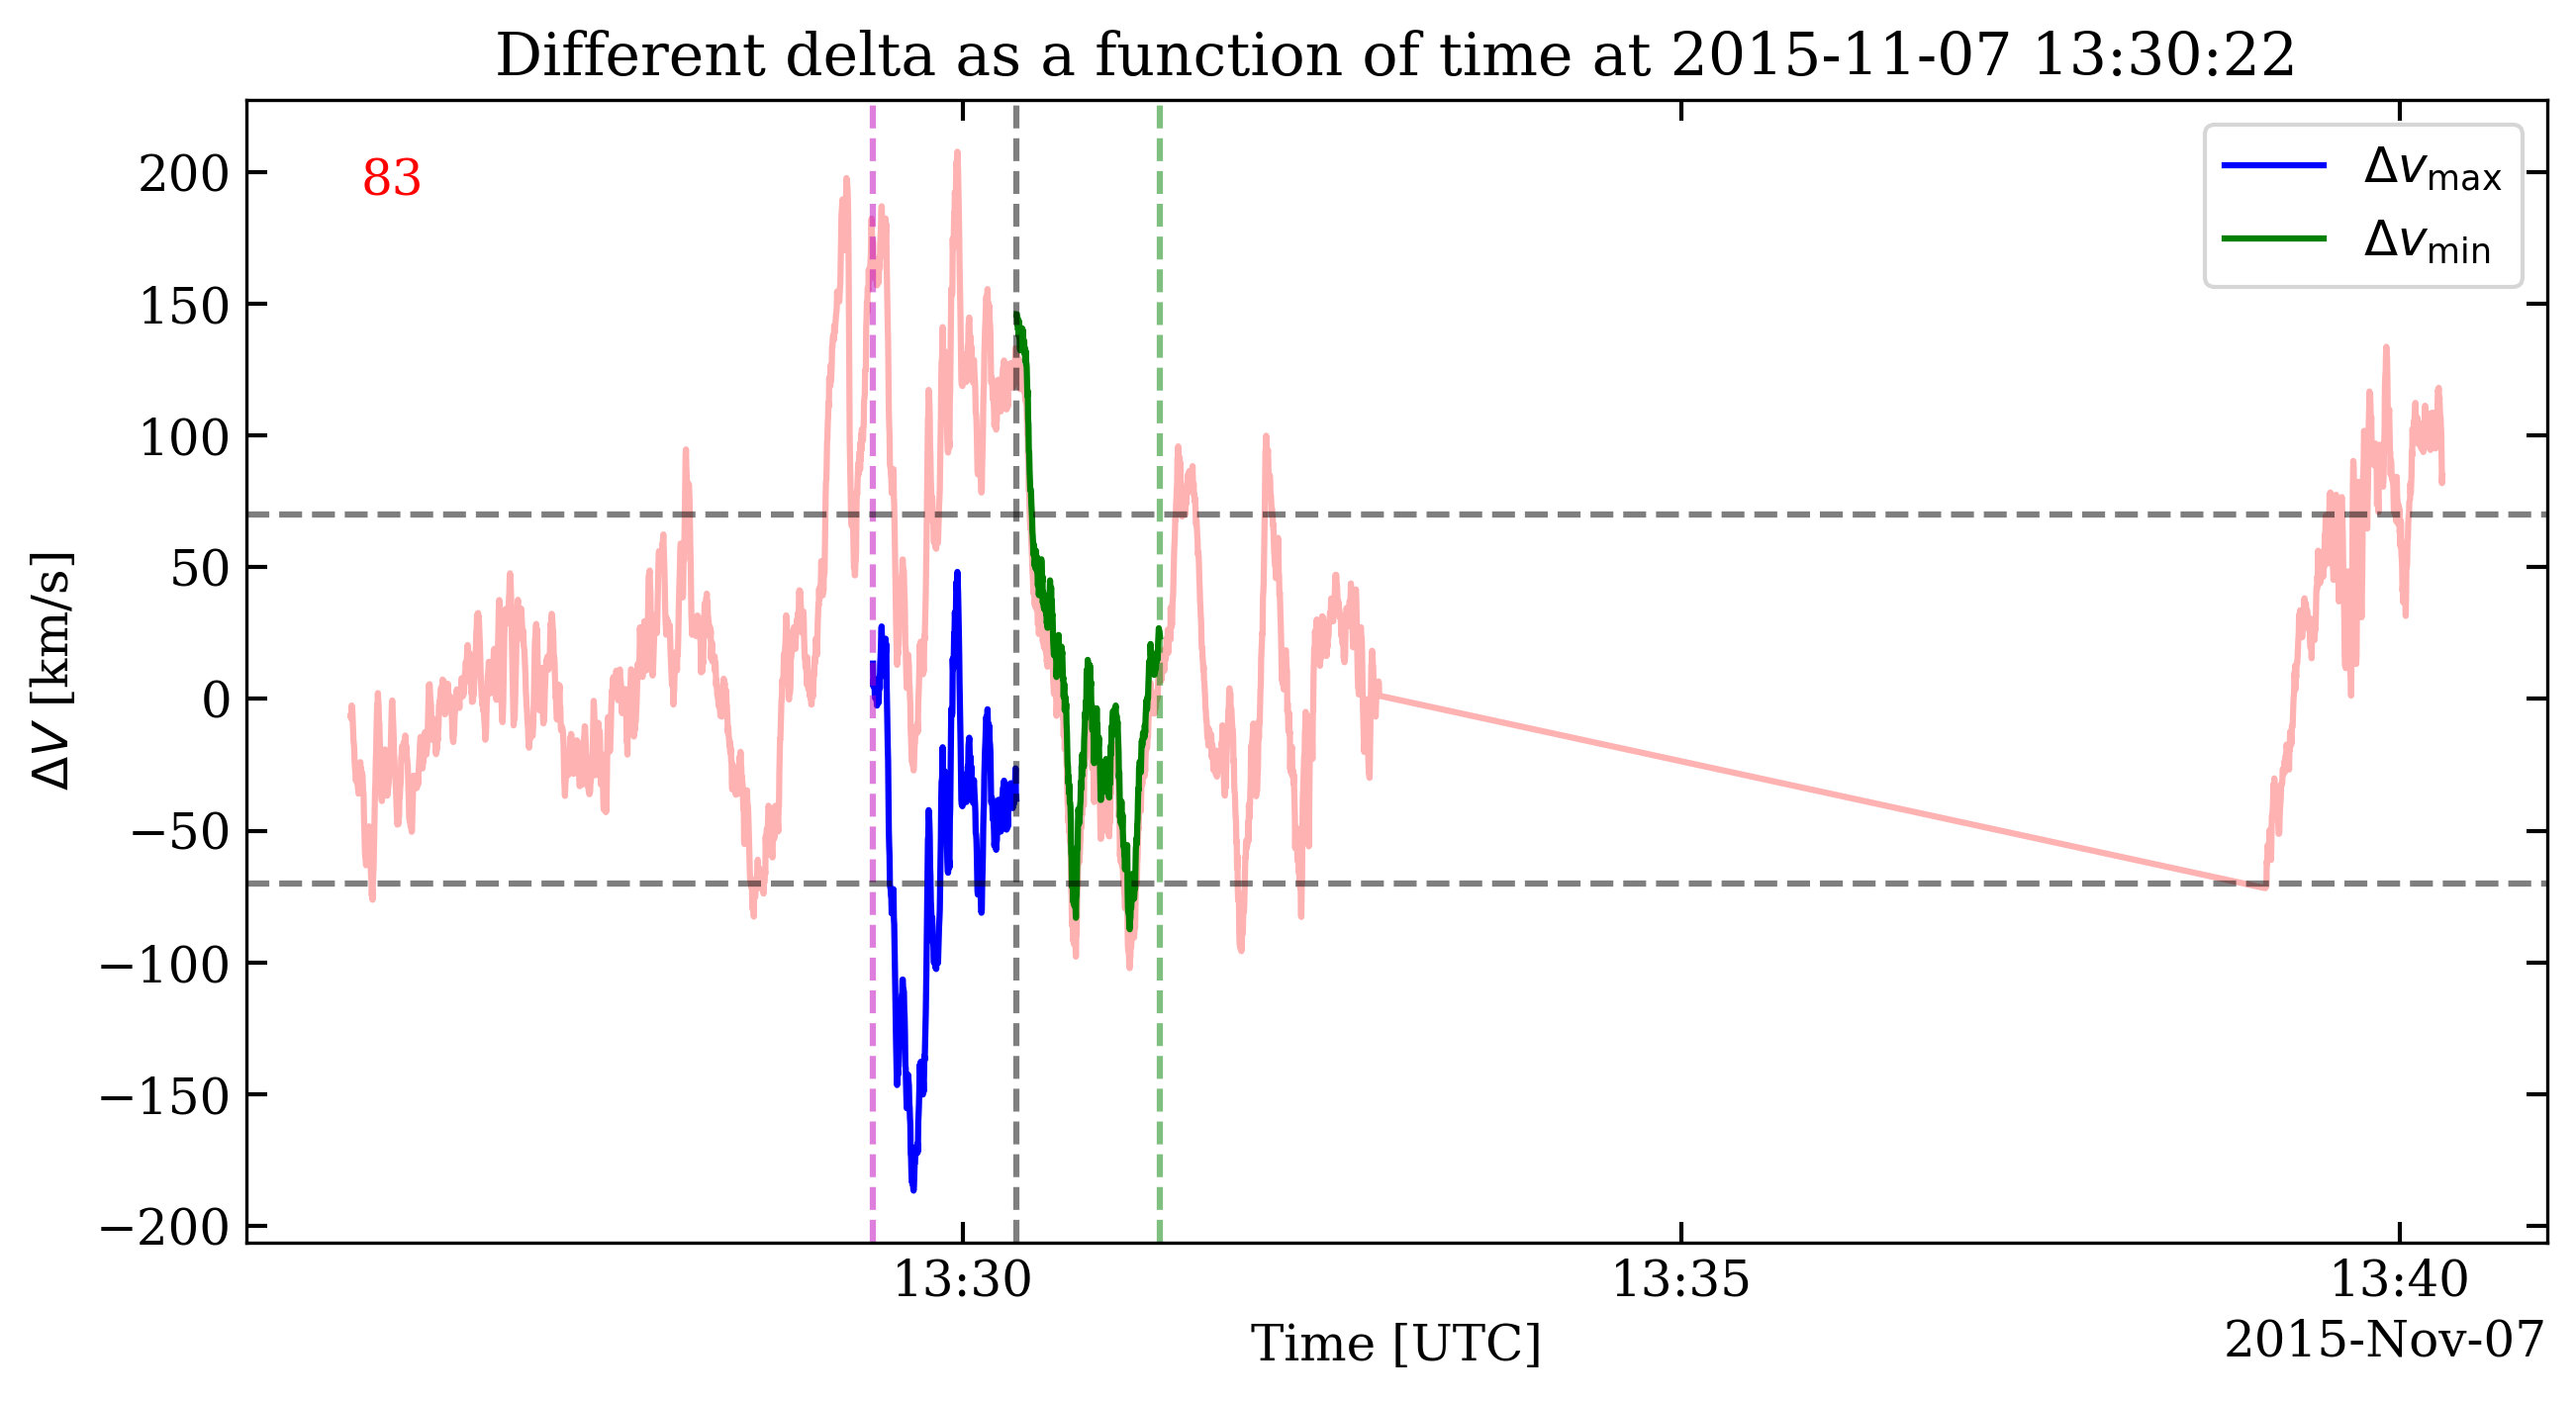 Different delta as a function of time at 2015-11-07 13:30:22
83
Δv_max
Δv_min
ΔV [km/s]
200
150
100
50
0
−50
−100
−150
−200
13:30
13:35
13:40
Time [UTC]
2015-Nov-07